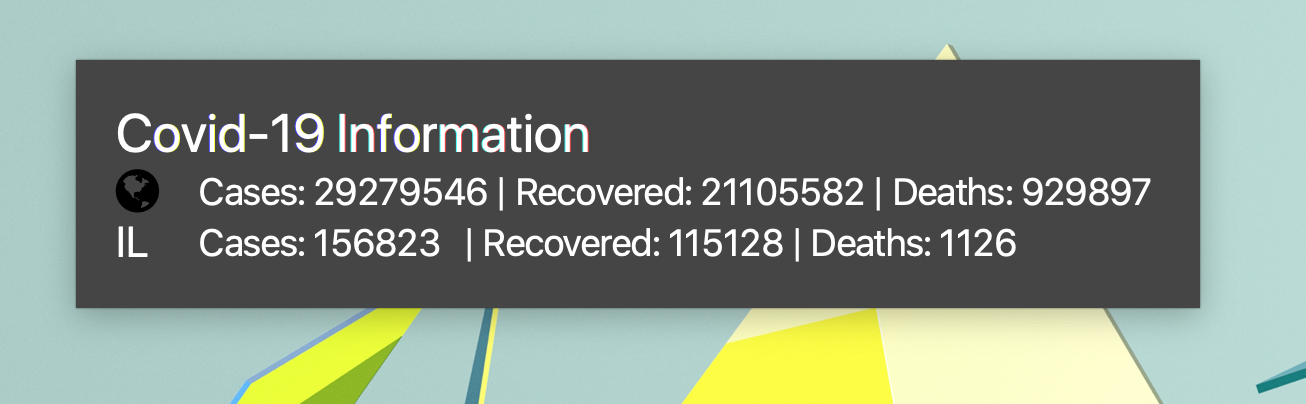 Covid-19 Information
Cases: 29279546 | Recovered: 21105582 | Deaths: 929897
IL Cases: 156823 | Recovered: 115128 | Deaths: 1126